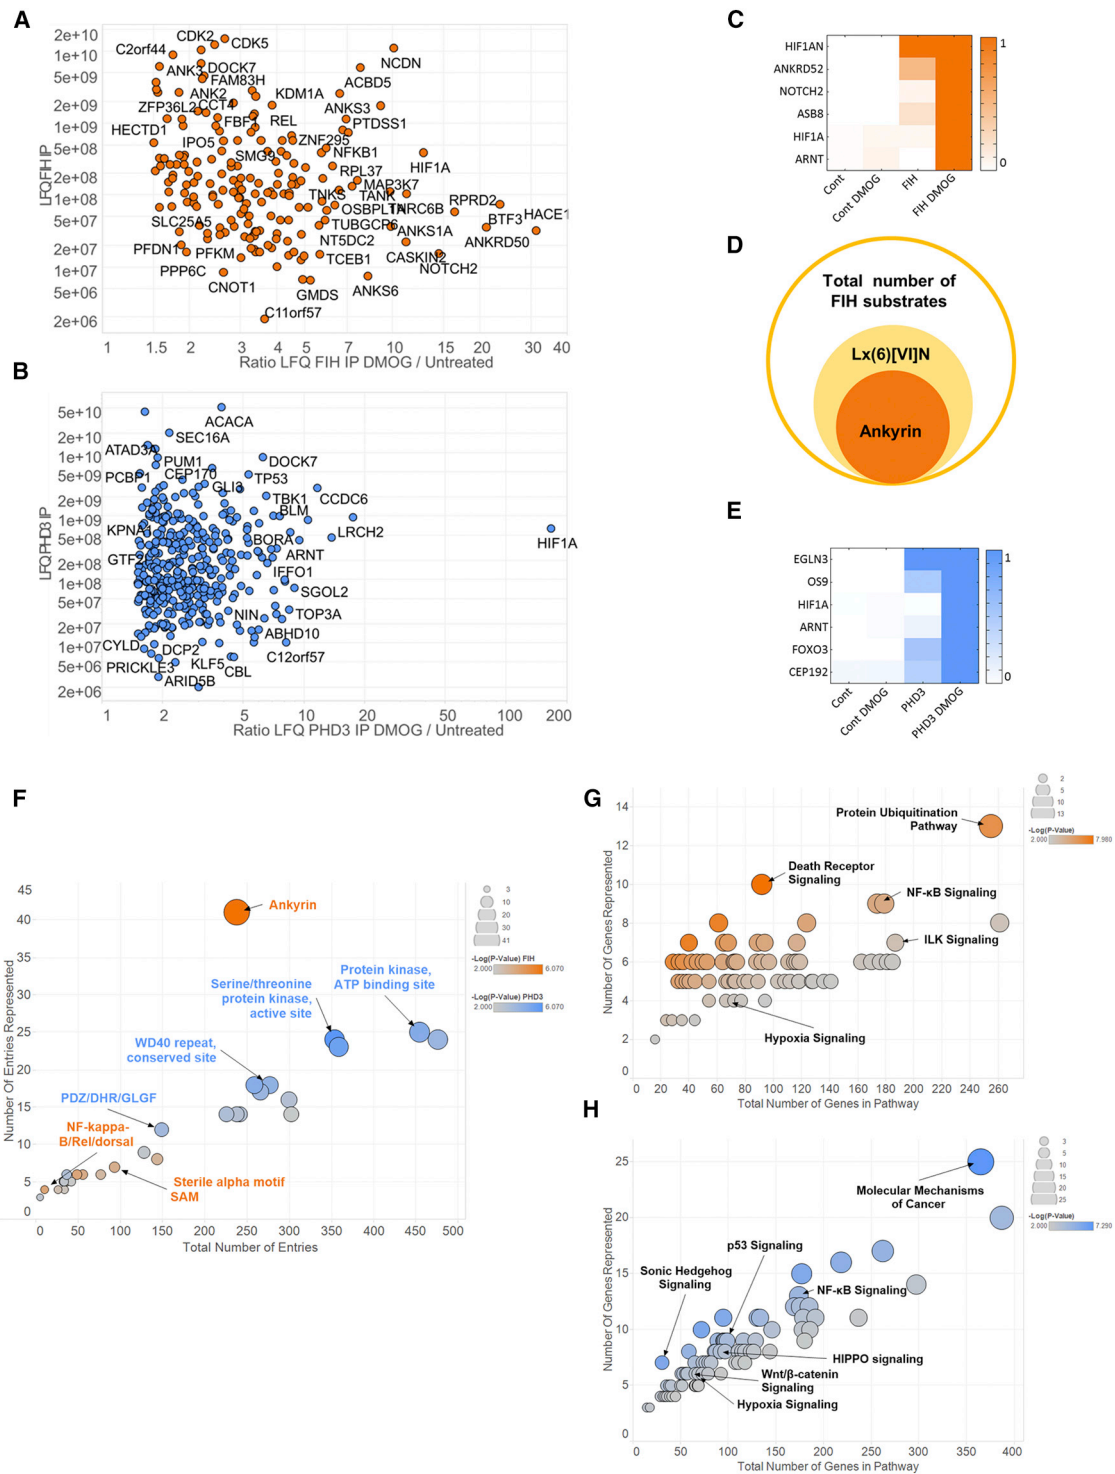 A
2e+10
1e+10
5e+09
2e+09
1e+09
5e+08
2e+08
1e+08
5e+07
2e+07
1e+07
5e+06
2e+06
LFQ FIH IP
CDK2
CDK5
C2orf44
NCDN
ANK3
DOCK7
FAM83H
ACBD5
ANK2
KDM1A
ZFP36L2
CCT4
ANKS3
FBF1
REL
PTDSS1
HECTD1
IPO5
ZNF295
SMG9
NFKB1
HIF1A
RPL37
MAP3K7
TNKS
TANK
RPRD2
OSBPL1A
TNRC6B
SLC25A5
TUBGCP6
BTF3
HACE1
ANKS1A
PFDN1
NT5DC2
ANKRD50
PFKM
TCEB1
CASKIN2
PPP6C
NOTCH2
CNOT1
GMDS
ANKS6
C11orf57
1 1.5 2 3 4 5 7 10 20 30 40
Ratio LFQ FIH IP DMOG / Untreated
B
5e+10
2e+10
1e+10
5e+09
2e+09
1e+09
5e+08
2e+08
1e+08
5e+07
2e+07
1e+07
5e+06
2e+06
LFQ PHD3 IP
ACACA
SEC16A
ATAD3A
PUM1
DOCK7
PCBP1
CEP170
TP53
GLI3
TBK1
CCDC6
BLM
KPNA1
LRCH2
BORA
HIF1A
GTF2I
ARNT
IFFO1
SGOL2
NIN
TOP3A
CYLD
DCP2
ABHD10
PRICKLE3
KLF5
CBL
C12orf57
ARID5B
1 2 5 10 20 50 100 200
Ratio LFQ PHD3 IP DMOG / Untreated
C
HIF1AN
ANKRD52
NOTCH2
ASB8
HIF1A
ARNT
Cont
Cont DMOG
FIH
FIH DMOG
1
0
D
Total number of
FIH substrates
Lx(6)[VI]N
Ankyrin
E
EGLN3
OS9
HIF1A
ARNT
FOXO3
CEP192
Cont
Cont DMOG
PHD3
PHD3 DMOG
1
0
F
45
40
35
30
25
20
15
10
5
0
Number Of Entries Represented
Ankyrin
Protein kinase,
ATP binding site
Serine/threonine
protein kinase,
active site
WD40 repeat,
conserved site
PDZ/DHR/GLGF
NF-kappa-
B/Rel/dorsal
Sterile alpha motif
SAM
0 50 100 150 200 250 300 350 400 450 500
Total Number of Entries
3
10
20
30
41
-Log(P-Value) FIH
2.000 6.070
-Log(P-Value) PHD3
2.000 6.070
G
14
12
10
8
6
4
2
0
Number of Genes Represented
Protein Ubiquitination
Pathway
Death Receptor
Signaling
NF-κB Signaling
ILK Signaling
Hypoxia Signaling
0 20 40 60 80 100 120 140 160 180 200 220 240 260
Total Number of Genes in Pathway
2
5
10
13
-Log(P-Value)
2.000 7.980
H
25
20
15
10
5
0
Number of Genes Represented
Molecular Mechanisms
of Cancer
p53 Signaling
Sonic Hedgehog
Signaling
NF-κB Signaling
HIPPO signaling
Wnt/β-catenin
Signaling
Hypoxia Signaling
0 50 100 150 200 250 300 350 400
Total Number of Genes in Pathway
3
5
10
15
20
25
-Log(P-Value)
2.000 7.290